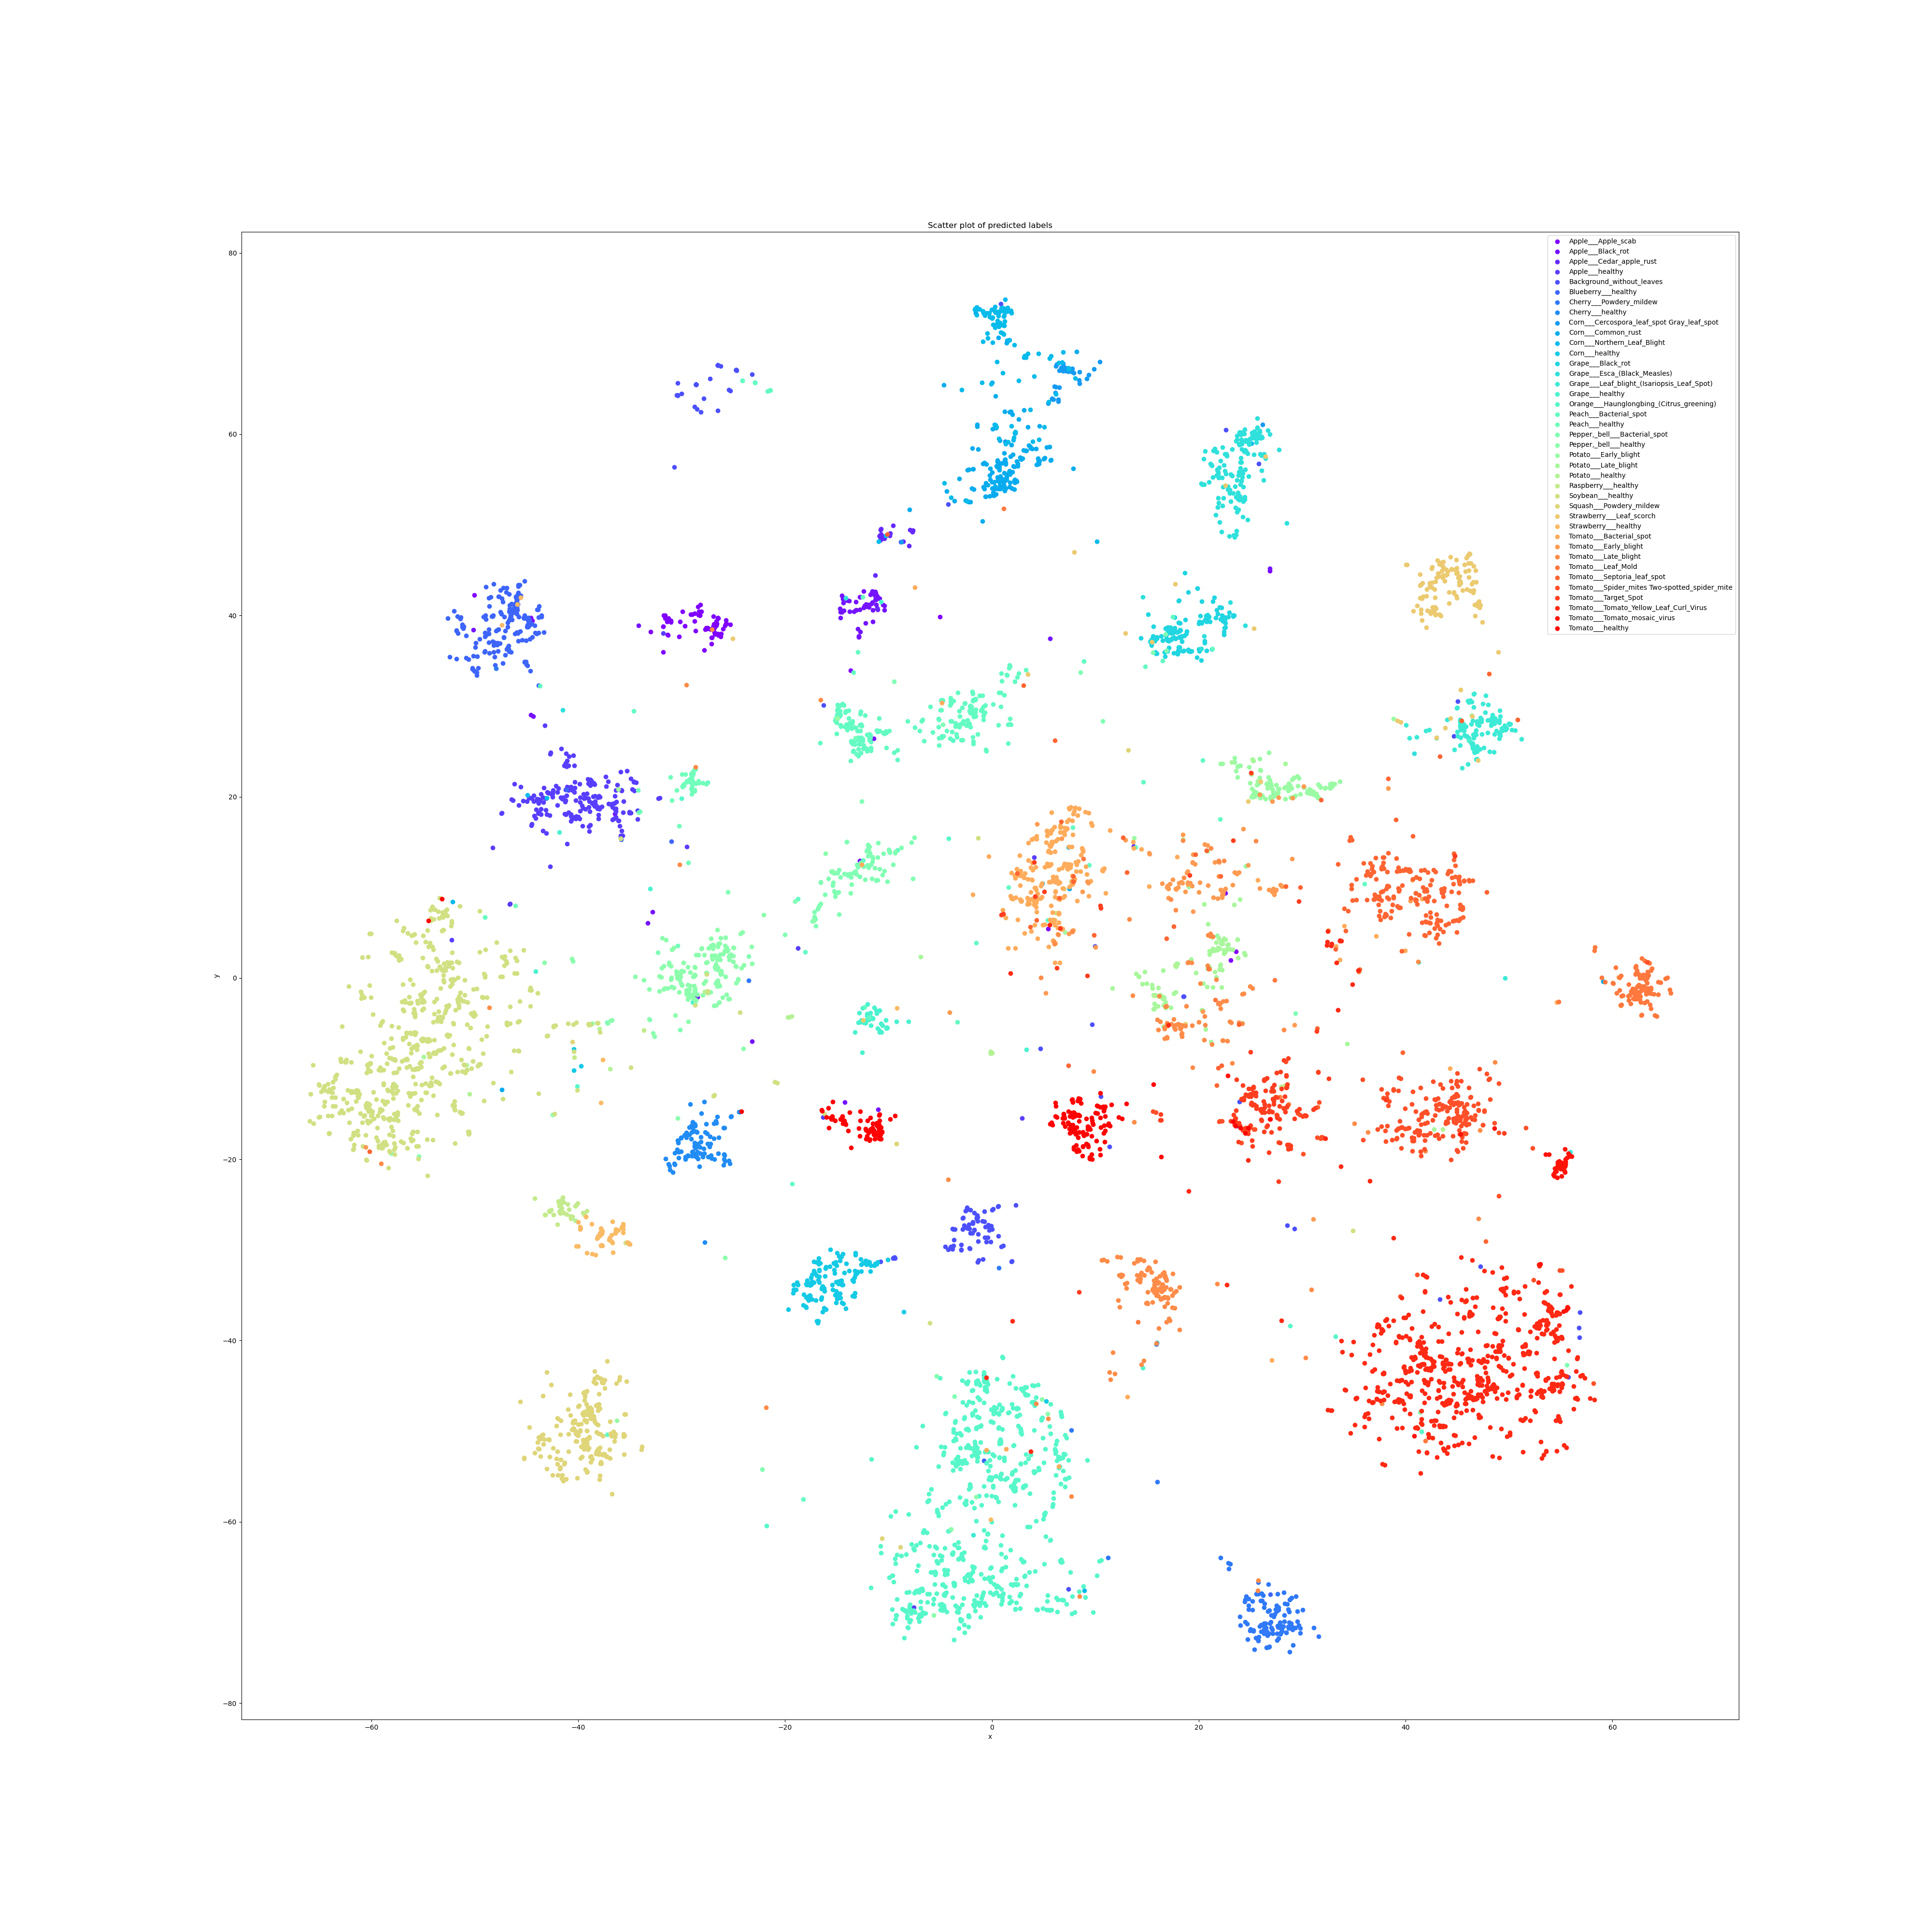 Scatter plot of predicted labels
80
60
40
20
0
−20
−40
−60
−80
y
−60
−40
−20
0
20
40
60
x
Apple___Apple_scab
Apple___Black_rot
Apple___Cedar_apple_rust
Apple___healthy
Background_without_leaves
Blueberry___healthy
Cherry___Powdery_mildew
Cherry___healthy
Corn___Cercospora_leaf_spot Gray_leaf_spot
Corn___Common_rust
Corn___Northern_Leaf_Blight
Corn___healthy
Grape___Black_rot
Grape___Esca_(Black_Measles)
Grape___Leaf_blight_(Isariopsis_Leaf_Spot)
Grape___healthy
Orange___Haunglongbing_(Citrus_greening)
Peach___Bacterial_spot
Peach___healthy
Pepper,_bell___Bacterial_spot
Pepper,_bell___healthy
Potato___Early_blight
Potato___Late_blight
Potato___healthy
Raspberry___healthy
Soybean___healthy
Squash___Powdery_mildew
Strawberry___Leaf_scorch
Strawberry___healthy
Tomato___Bacterial_spot
Tomato___Early_blight
Tomato___Late_blight
Tomato___Leaf_Mold
Tomato___Septoria_leaf_spot
Tomato___Spider_mites Two-spotted_spider_mite
Tomato___Target_Spot
Tomato___Tomato_Yellow_Leaf_Curl_Virus
Tomato___Tomato_mosaic_virus
Tomato___healthy